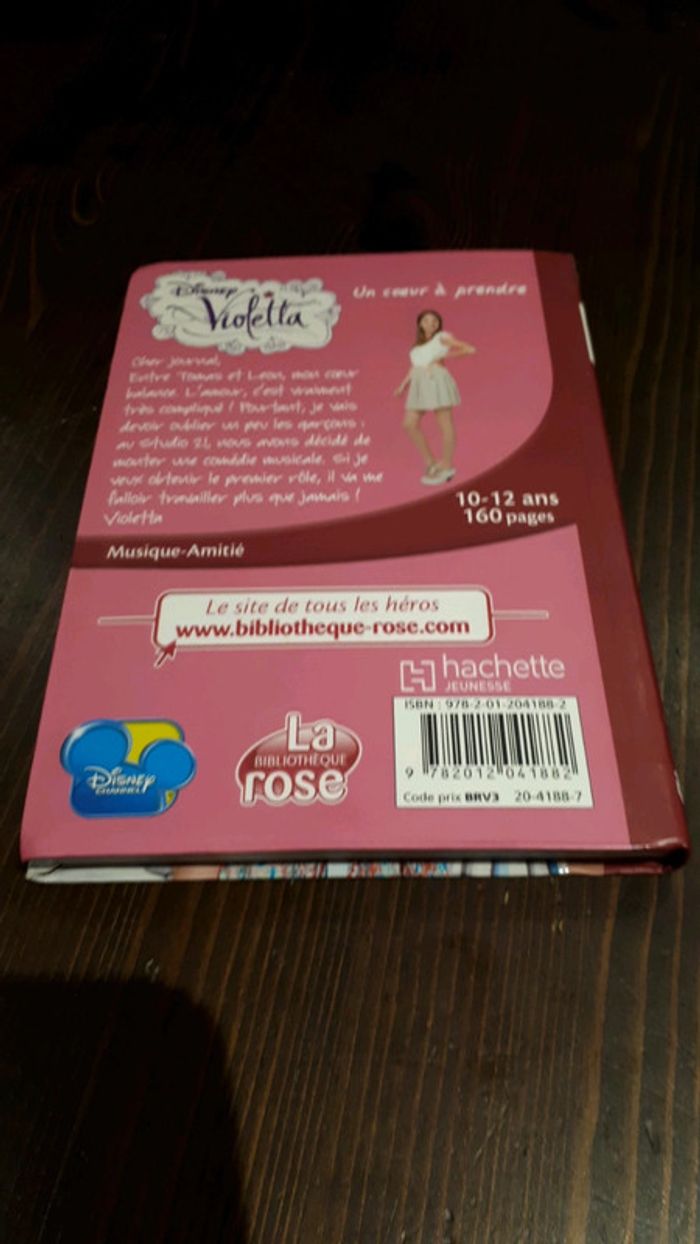 Disney
Violetta
Un cœur à prendre
Cher journal,
Entre Tomas et Leon, mon cœur
balance. L'amour, c'est vraiment
très compliqué ! Pourtant, je vais
devoir oublier un peu les garçons :
au Studio 21, nous avons décidé de
monter une comédie musicale. Si je
veux obtenir le premier rôle, il va me
falloir travailler plus que jamais !
Violetta
10-12 ans
160 pages
Musique-Amitié
Le site de tous les héros
www.bibliotheque-rose.com
hachette
JEUNESSE
ISBN : 978-2-01-204188-2
9 782012 041882
Code prix BRV3 20-4188-7
Disney
CHANNEL
La
BIBLIOTHÈQUE
rose